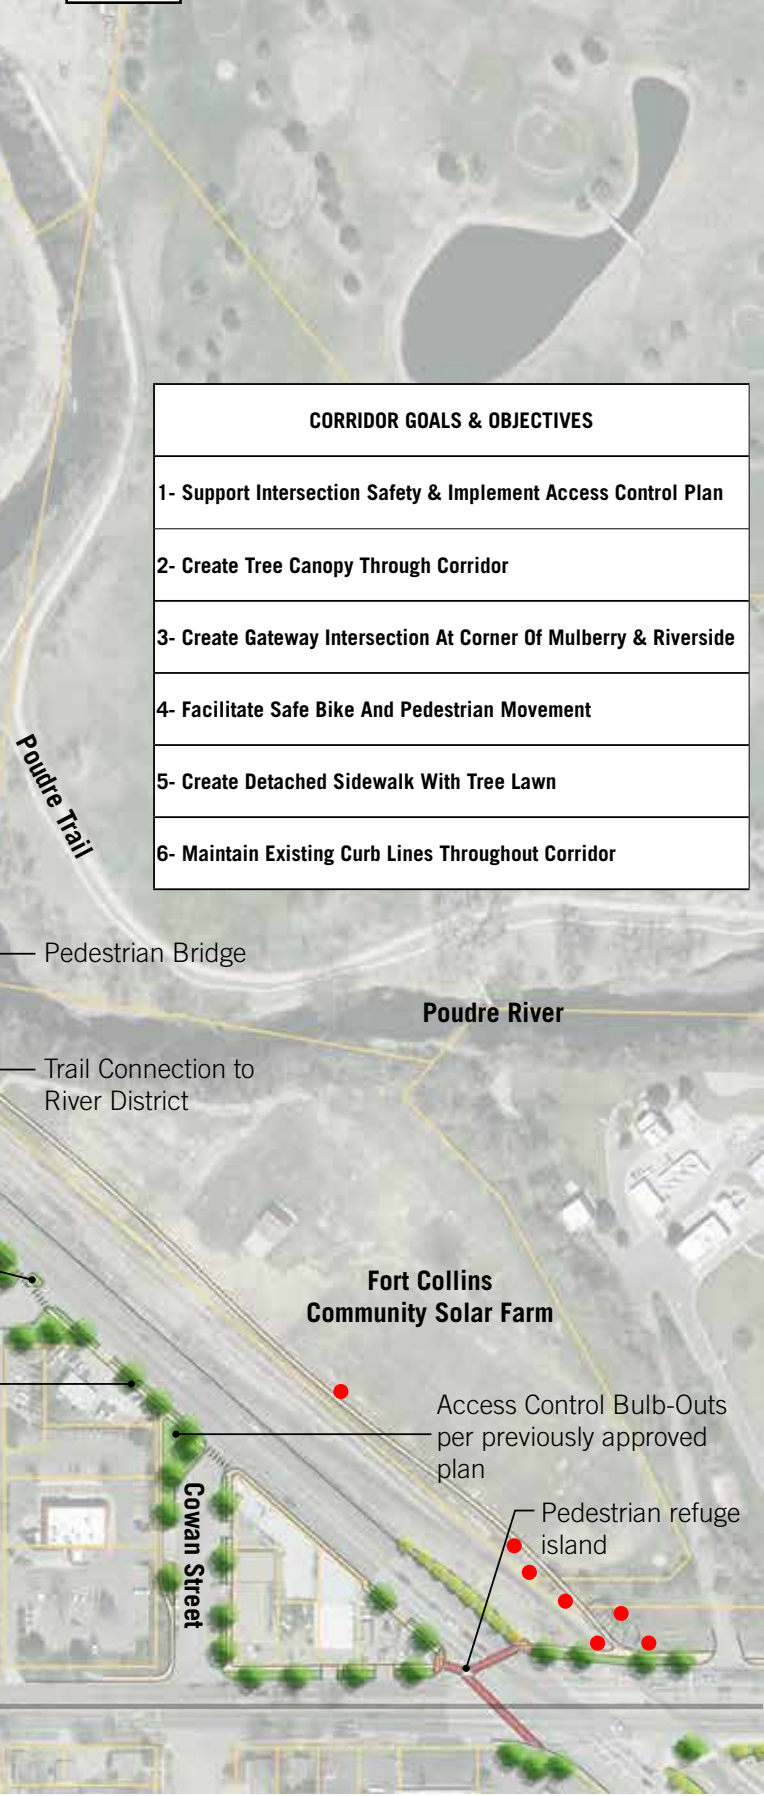 CORRIDOR GOALS & OBJECTIVES
1- Support Intersection Safety & Implement Access Control Plan
2- Create Tree Canopy Through Corridor
3- Create Gateway Intersection At Corner Of Mulberry & Riverside
4- Facilitate Safe Bike And Pedestrian Movement
5- Create Detached Sidewalk With Tree Lawn
6- Maintain Existing Curb Lines Throughout Corridor
Poudre Trail
Pedestrian Bridge
Poudre River
Trail Connection to
River District
Fort Collins
Community Solar Farm
Access Control Bulb-Outs
per previously approved
plan
Cowan Street
Pedestrian refuge
island